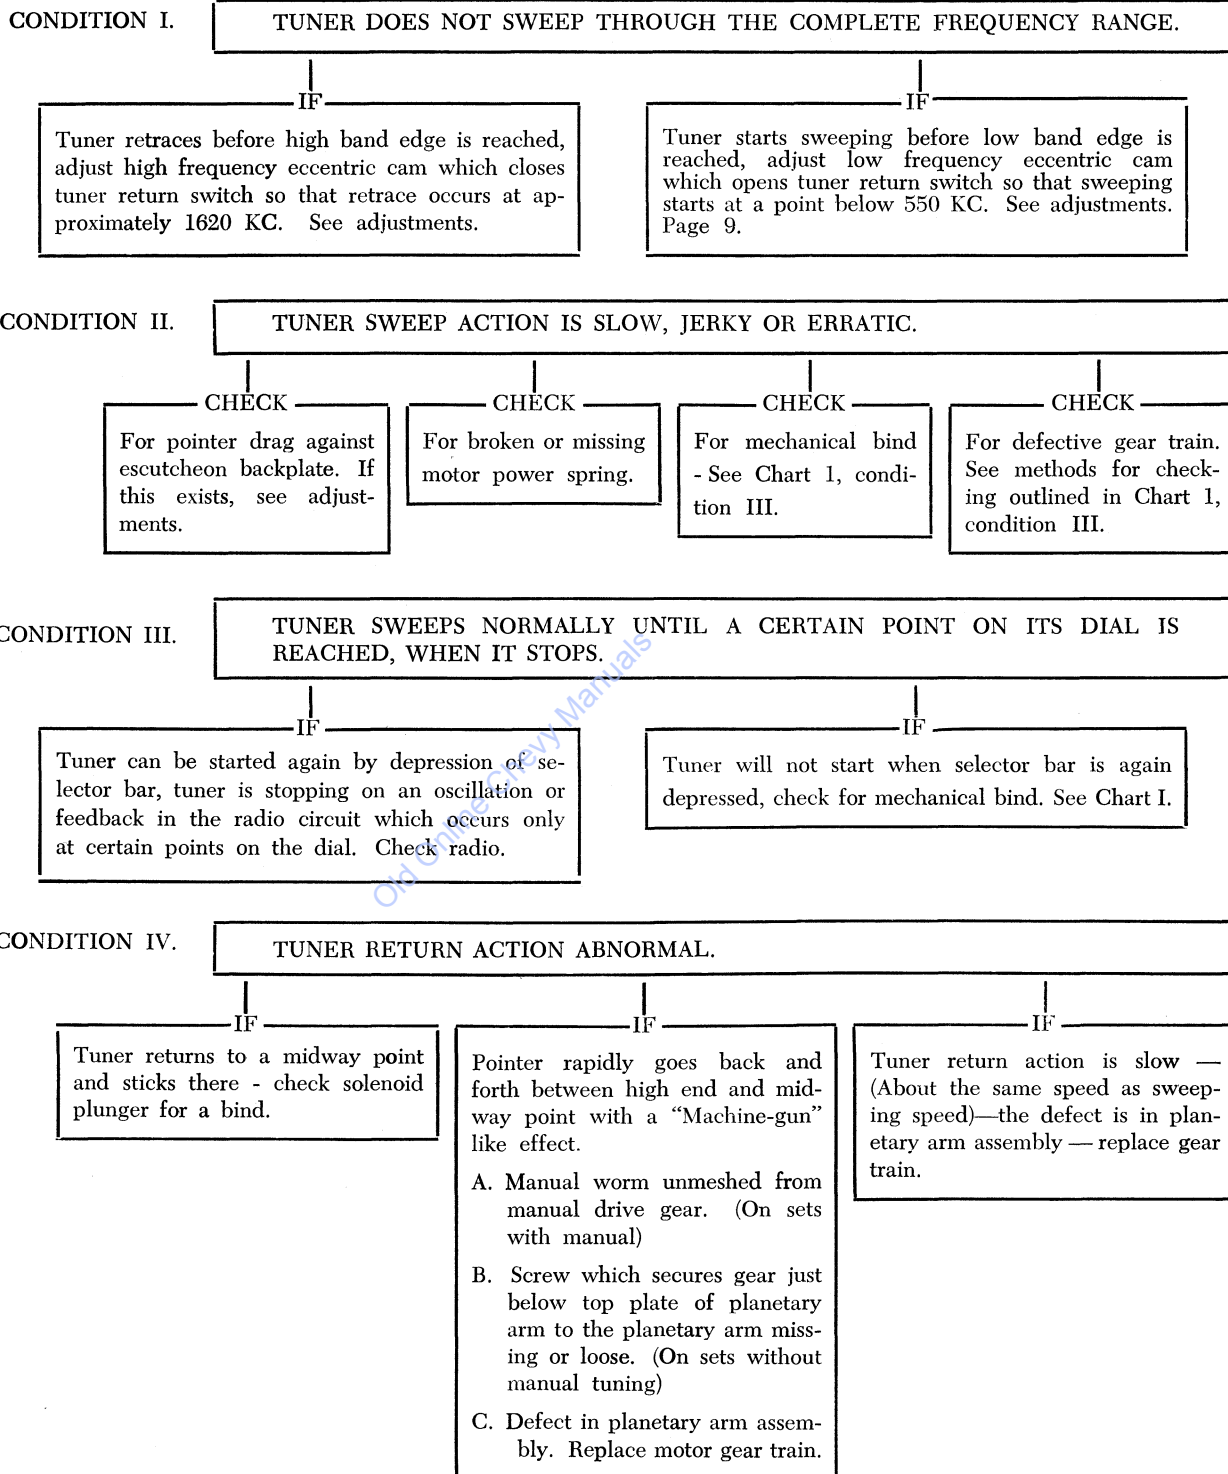 CONDITION I.
TUNER DOES NOT SWEEP THROUGH THE COMPLETE FREQUENCY RANGE.
IF
Tuner retraces before high band edge is reached,
adjust high frequency eccentric cam which closes
tuner return switch so that retrace occurs at ap-
proximately 1620 KC. See adjustments.
IF
Tuner starts sweeping before low band edge is
reached, adjust low frequency eccentric cam
which opens tuner return switch so that sweeping
starts at a point below 550 KC. See adjustments.
Page 9.
CONDITION II.
TUNER SWEEP ACTION IS SLOW, JERKY OR ERRATIC.
CHECK
For pointer drag against
escutcheon backplate. If
this exists, see adjust-
ments.
CHECK
For broken or missing
motor power spring.
CHECK
For mechanical bind
- See Chart 1, condi-
tion III.
CHECK
For defective gear train.
See methods for check-
ing outlined in Chart 1,
condition III.
CONDITION III.
TUNER SWEEPS NORMALLY UNTIL A CERTAIN POINT ON ITS DIAL IS
REACHED, WHEN IT STOPS.
IF
Tuner can be started again by depression of se-
lector bar, tuner is stopping on an oscillation or
feedback in the radio circuit which occurs only
at certain points on the dial. Check radio.
IF
Tuner will not start when selector bar is again
depressed, check for mechanical bind. See Chart I.
Old Online Chevy Manuals
CONDITION IV.
TUNER RETURN ACTION ABNORMAL.
IF
Tuner returns to a midway point
and sticks there - check solenoid
plunger for a bind.
IF
Pointer rapidly goes back and
forth between high end and mid-
way point with a “Machine-gun”
like effect.
A. Manual worm unmeshed from
manual drive gear. (On sets
with manual)
B. Screw which secures gear just
below top plate of planetary
arm to the planetary arm miss-
ing or loose. (On sets without
manual tuning)
C. Defect in planetary arm assem-
bly. Replace motor gear train.
IF
Tuner return action is slow —
(About the same speed as sweep-
ing speed)—the defect is in plan-
etary arm assembly — replace gear
train.